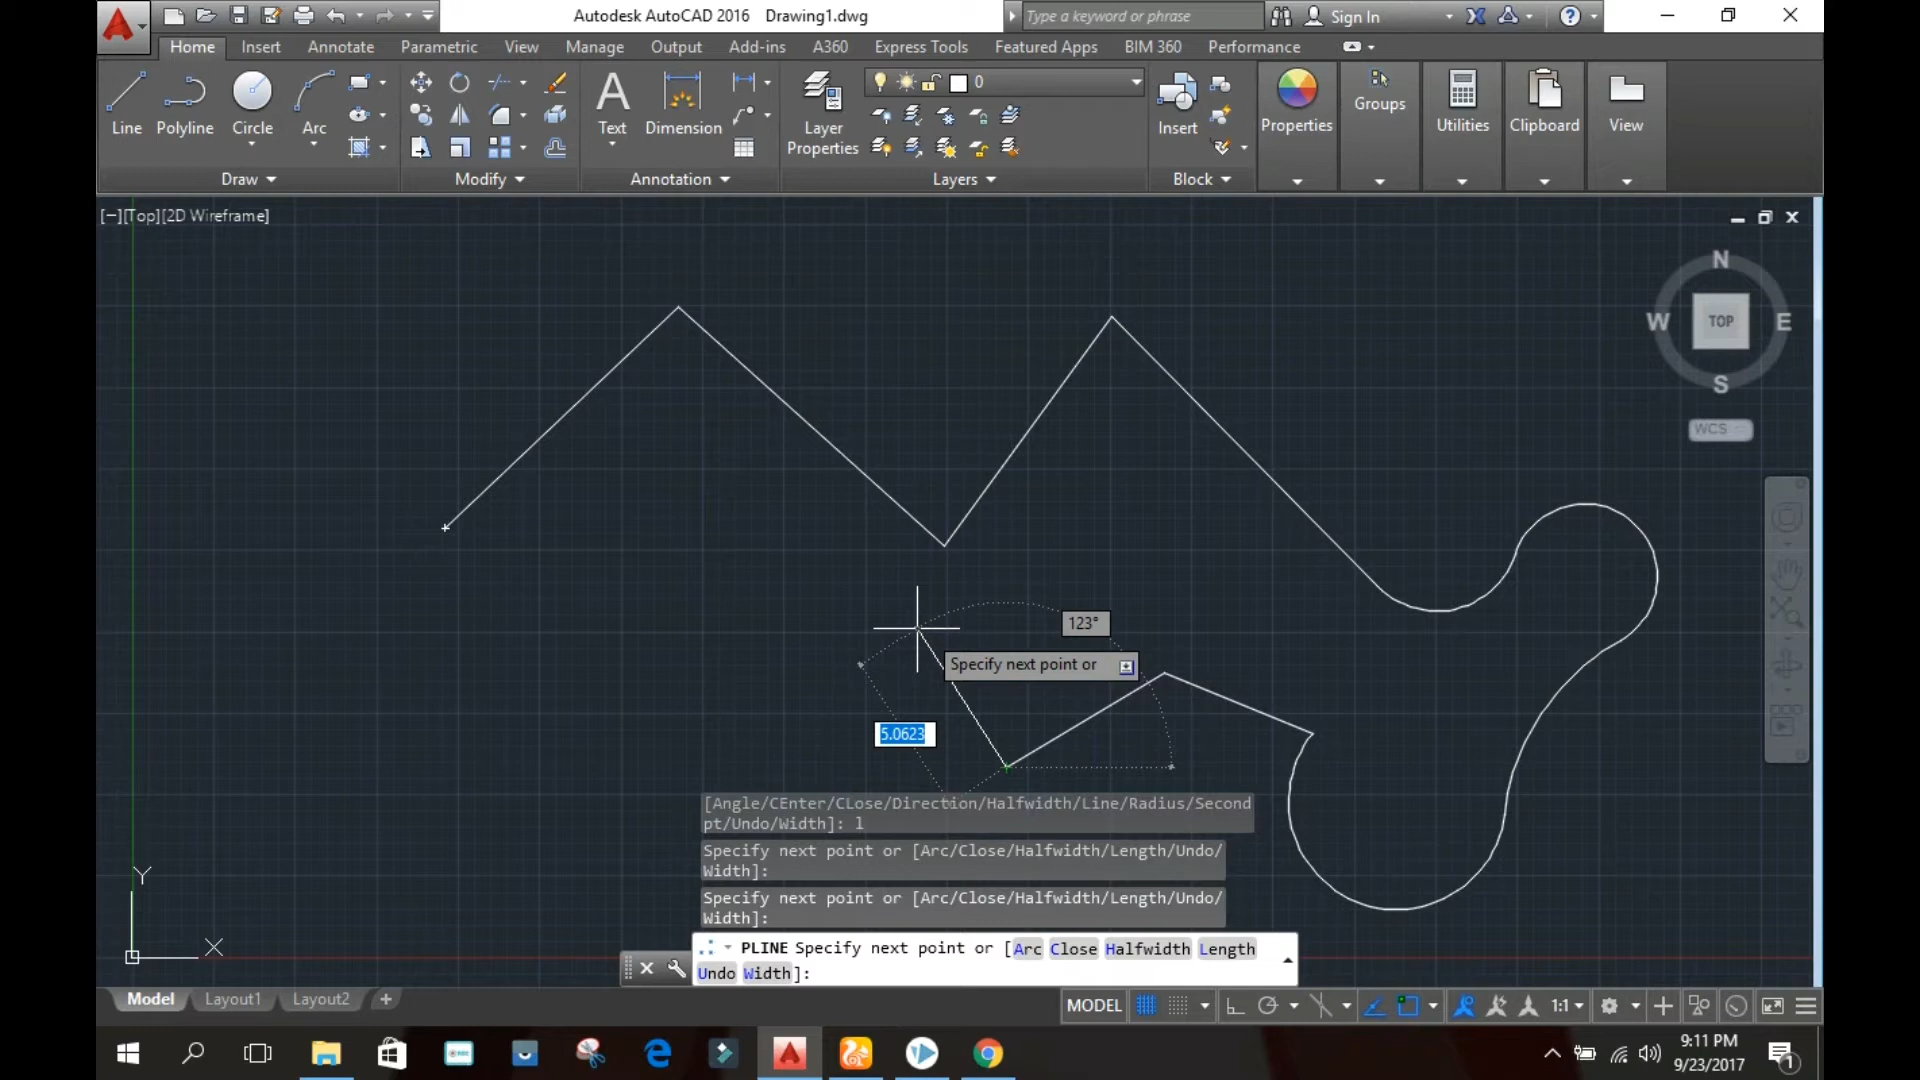 Autodesk AutoCAD 2016 Drawing1.dwg
Type a keyword or phrase
Sign In
Home Insert Annotate Parametric View Manage Output Add-ins A360 Express Tools Featured Apps BIM 360 Performance
0
Line Polyline Circle Arc
Text Dimension
Layer
Properties
Insert
Properties Groups Utilities Clipboard View
Draw Modify Annotation Layers Block
[−][Top][2D Wireframe]
N
W TOP E
S
WCS
123°
Specify next point or
5.0623
[Angle/CEnter/CLose/Direction/Halfwidth/Line/Radius/Second
pt/Undo/Width]: l
Specify next point or [Arc/Close/Halfwidth/Length/Undo/
Width]:
Specify next point or [Arc/Close/Halfwidth/Length/Undo/
Width]:
PLINE Specify next point or [Arc Close Halfwidth Length
Undo Width]:
Y
X
Model Layout1 Layout2 +
MODEL 1:1
9:11 PM
9/23/2017
1